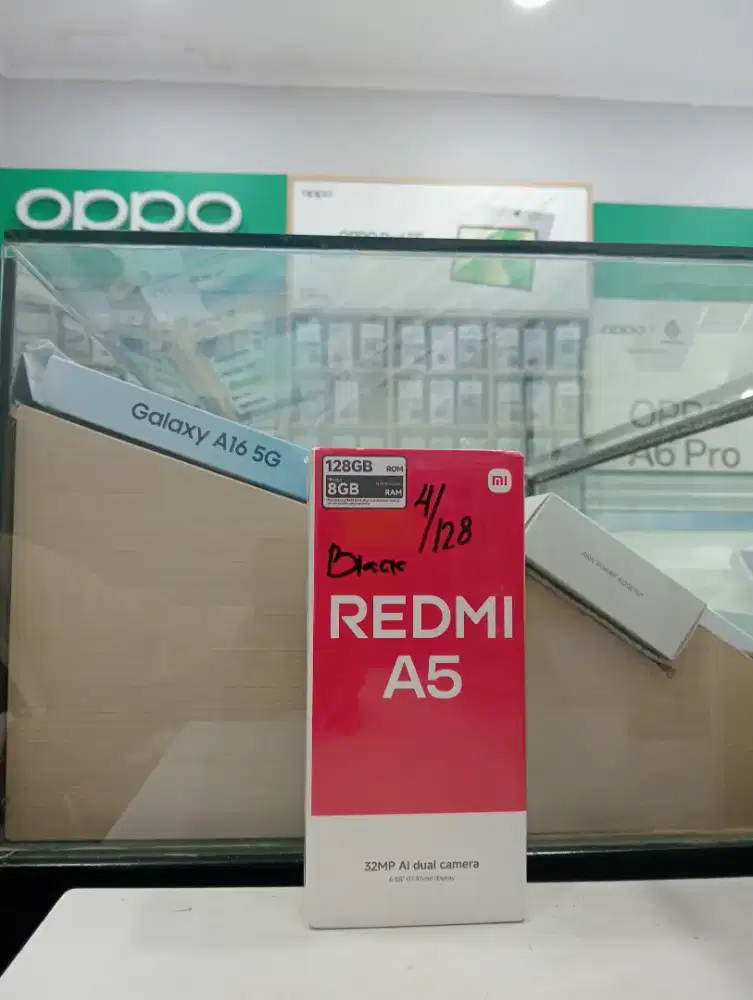 oppo
oppo
Galaxy A16 5G
A6 Pro
128GB ROM
8GB RAM
4/128
Black
REDMI
A5
32MP AI dual camera